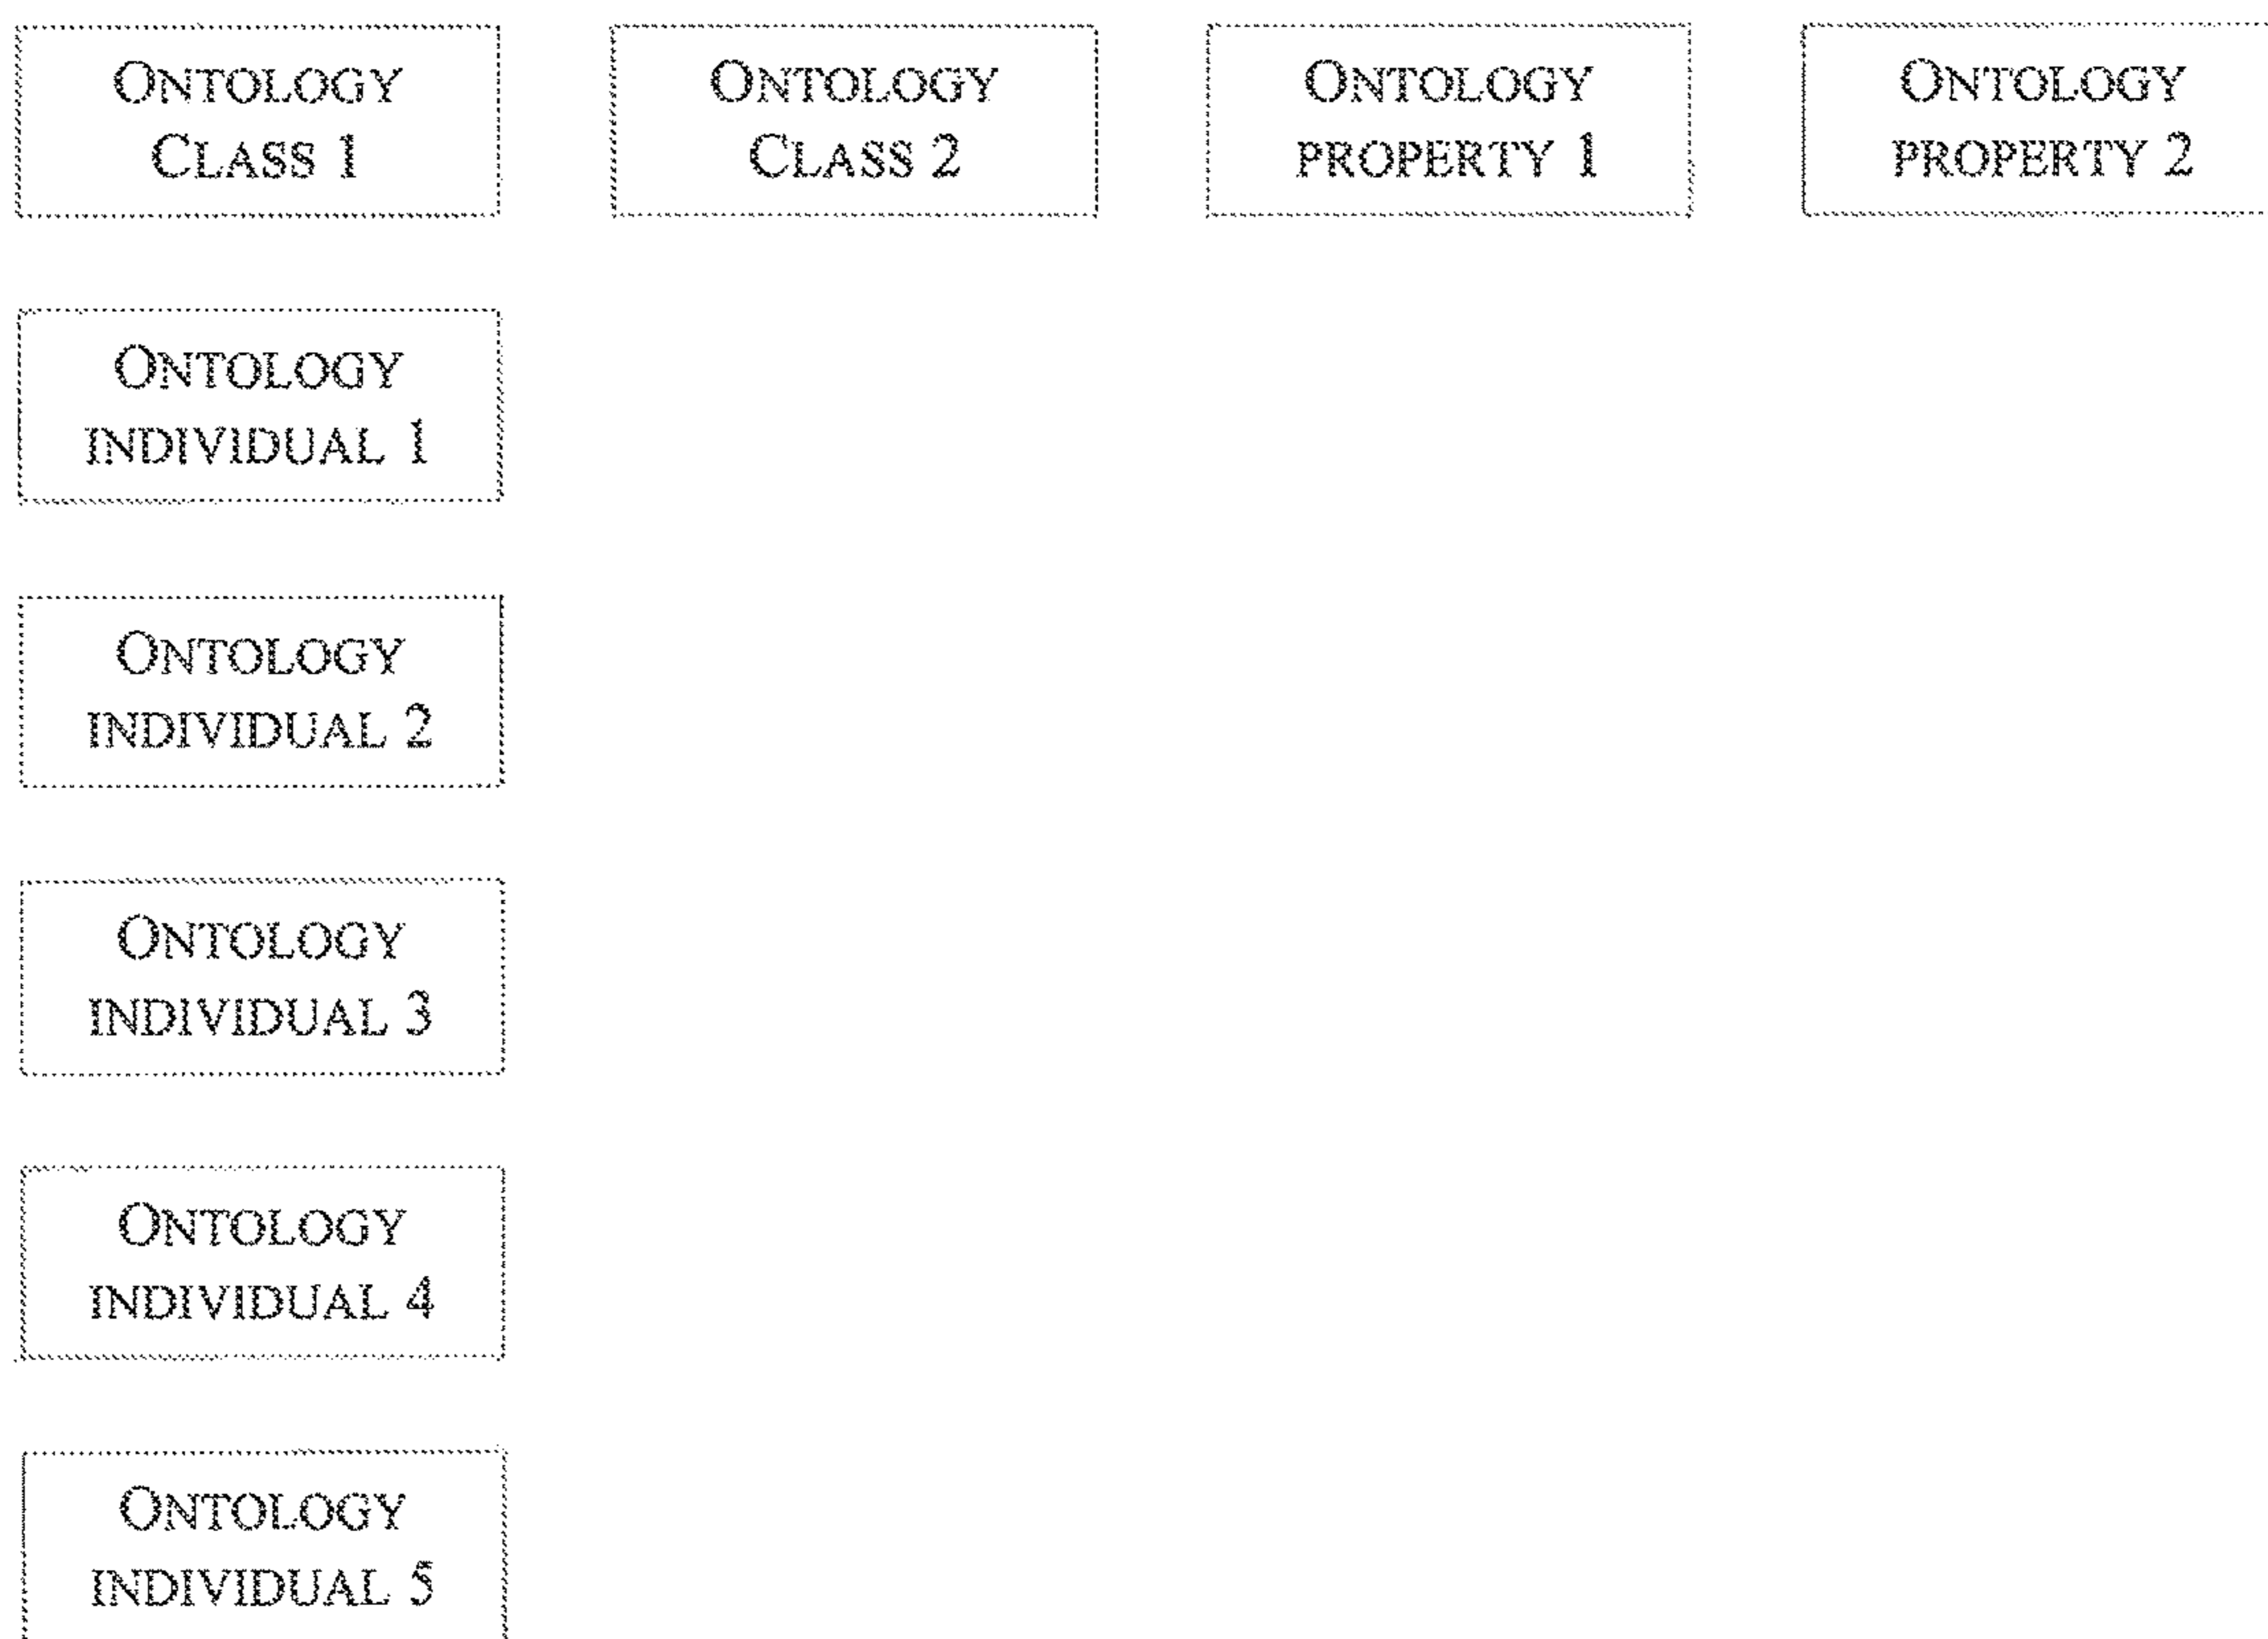 ONTOLOGY
CLASS 1
ONTOLOGY
CLASS 2
ONTOLOGY
PROPERTY 1
ONTOLOGY
PROPERTY 2
ONTOLOGY
INDIVIDUAL 1
ONTOLOGY
INDIVIDUAL 2
ONTOLOGY
INDIVIDUAL 3
ONTOLOGY
INDIVIDUAL 4
ONTOLOGY
INDIVIDUAL 5